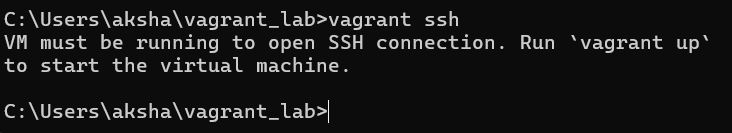 C:\Users\aksha\vagrant_lab>vagrant ssh
VM must be running to open SSH connection. Run `vagrant up`
to start the virtual machine.
C:\Users\aksha\vagrant_lab>